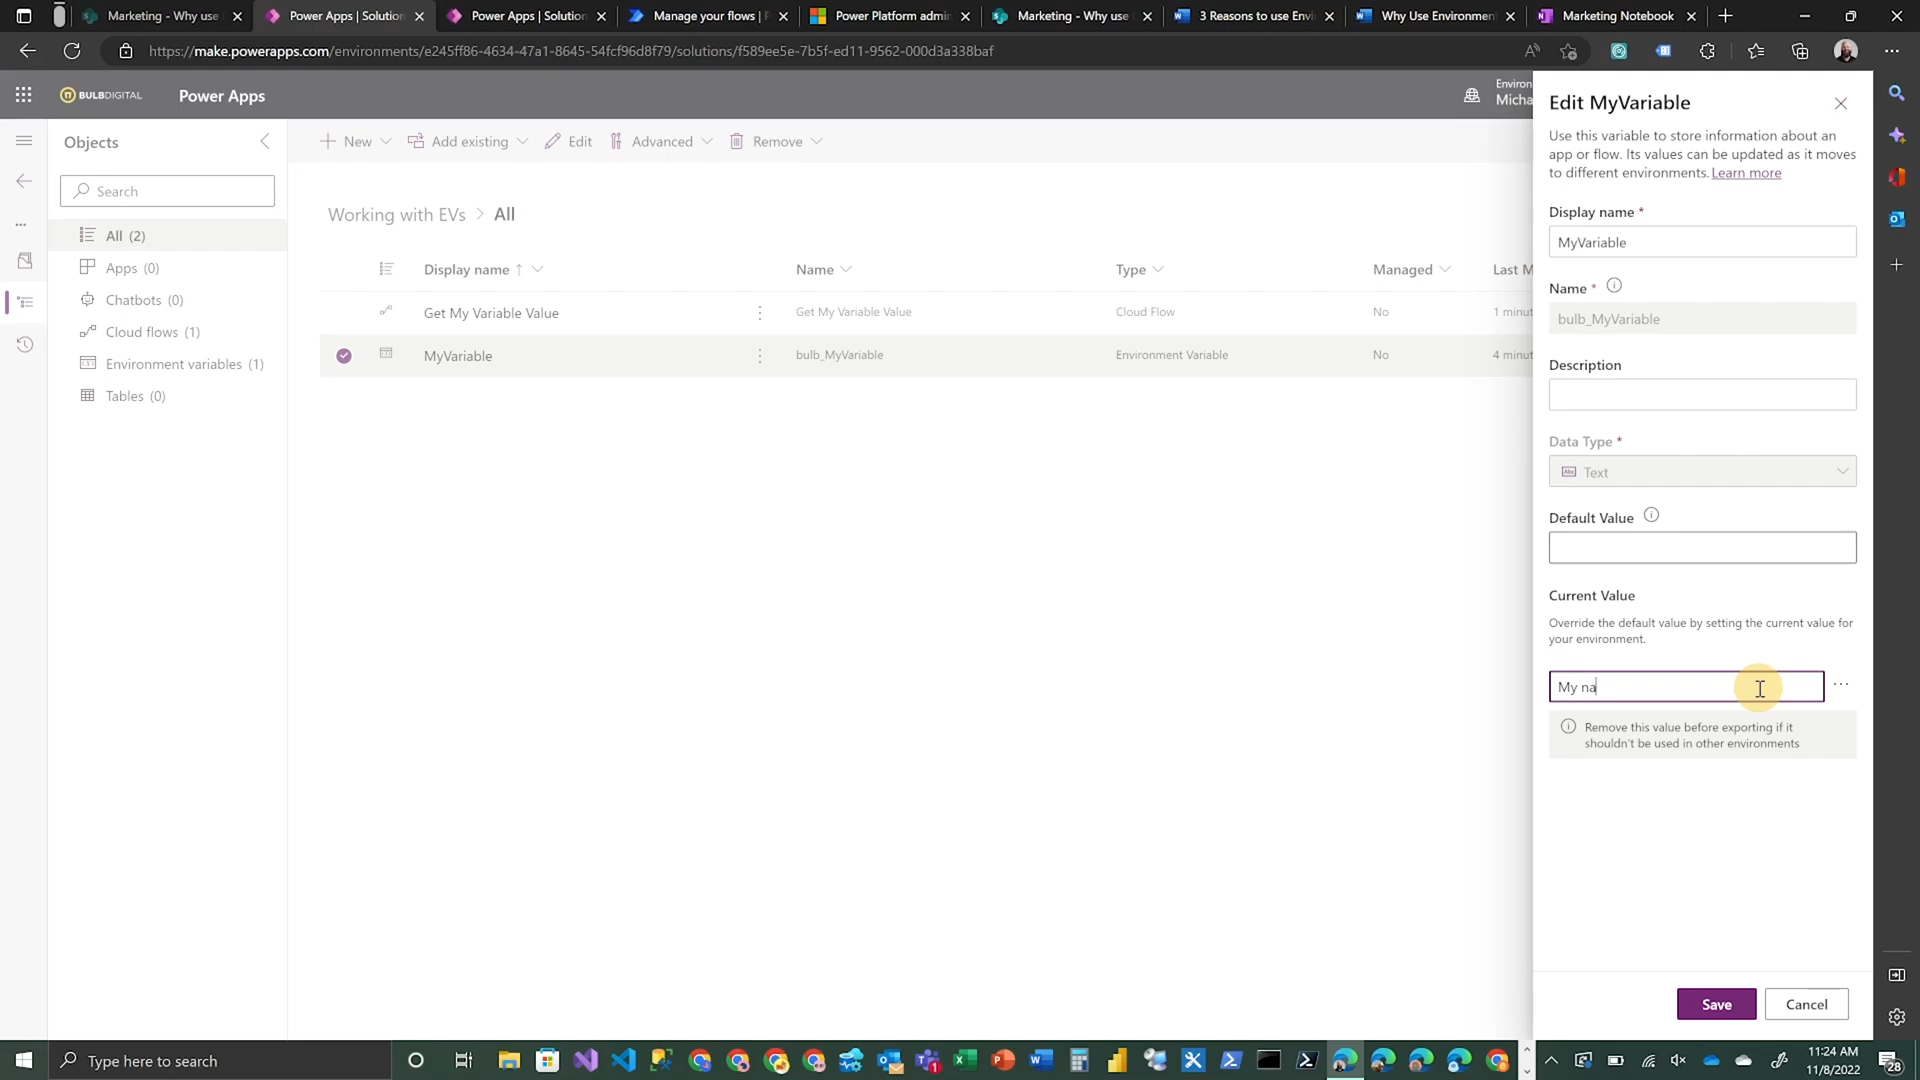 Marketing - Why use
Power Apps | Solution
Power Apps | Solution
Manage your flows | P
Power Platform admin
Marketing - Why use
3 Reasons to use Envi
Why Use Environmen
Marketing Notebook
https://make.powerapps.com/environments/e245ff86-4634-47a1-8645-54fcf96d8f79/solutions/f589ee5e-7b5f-ed11-9562-000d3a338baf
BULBDIGITAL
Power Apps
Environ
Micha
Objects
Search
All (2)
Apps (0)
Chatbots (0)
Cloud flows (1)
Environment variables (1)
Tables (0)
New
Add existing
Edit
Advanced
Remove
Working with EVs > All
Display name ↑
Name
Type
Managed
Last M
Get My Variable Value
Get My Variable Value
Cloud Flow
No
1 minut
MyVariable
bulb_MyVariable
Environment Variable
No
4 minut
Edit MyVariable
Use this variable to store information about an
app or flow. Its values can be updated as it moves
to different environments. Learn more
Display name *
MyVariable
Name *
bulb_MyVariable
Description
Data Type *
Abc Text
Default Value
Current Value
Override the default value by setting the current value for
your environment.
My na
Remove this value before exporting if it
shouldn't be used in other environments
Save
Cancel
Type here to search
1
11:24 AM
11/8/2022
28